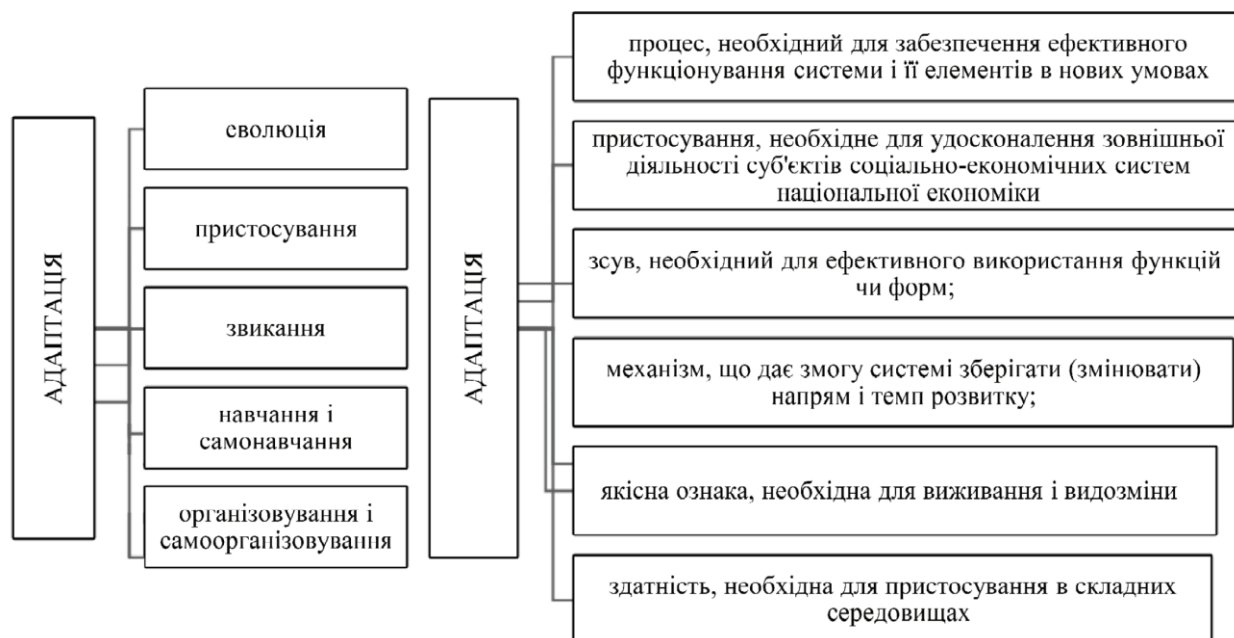 АДАПТАЦІЯ
еволюція
пристосування
звикання
навчання і
самонавчання
організовування і
самоорганізовування
АДАПТАЦІЯ
процес, необхідний для забезпечення ефективного
функціонування системи і її елементів в нових умовах
пристосування, необхідне для удосконалення зовнішньої
діяльності суб'єктів соціально-економічних систем
національної економіки
зсув, необхідний для ефективного використання функцій
чи форм;
механізм, що дає змогу системі зберігати (змінювати)
напрям і темп розвитку;
якісна ознака, необхідна для виживання і видозміни
здатність, необхідна для пристосування в складних
середовищах